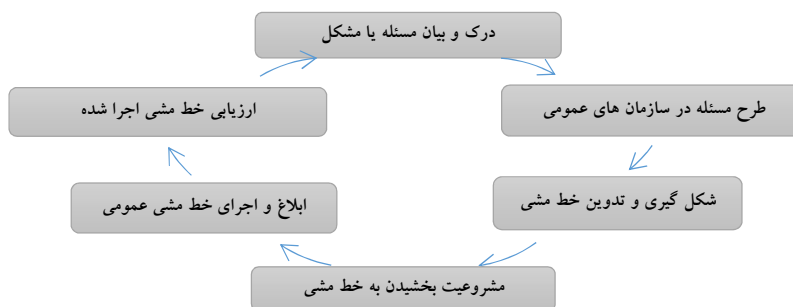 درک و بیان مسئله یا مشکل
طرح مسئله در سازمان های عمومی
شکل گیری و تدوین خط مشی
مشروعیت بخشیدن به خط مشی
ابلاغ و اجرای خط مشی عمومی
ارزیابی خط مشی اجرا شده